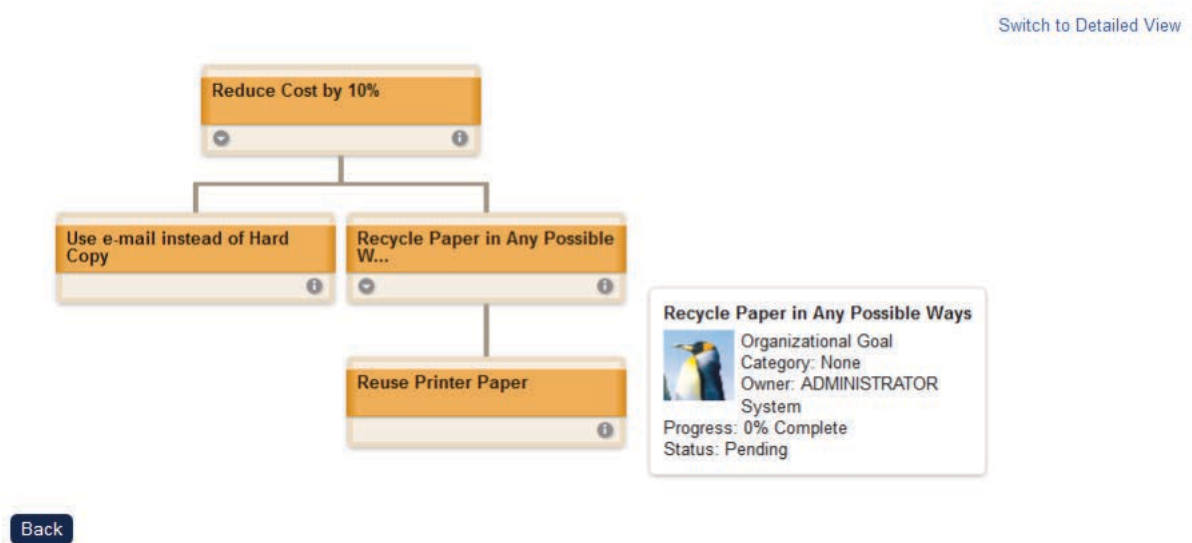 Switch to Detailed View
Reduce Cost by 10%
Use e-mail instead of Hard
Copy
Recycle Paper in Any Possible
W...
Reuse Printer Paper
Recycle Paper in Any Possible Ways
Organizational Goal
Category: None
Owner: ADMINISTRATOR
System
Progress: 0% Complete
Status: Pending
Back